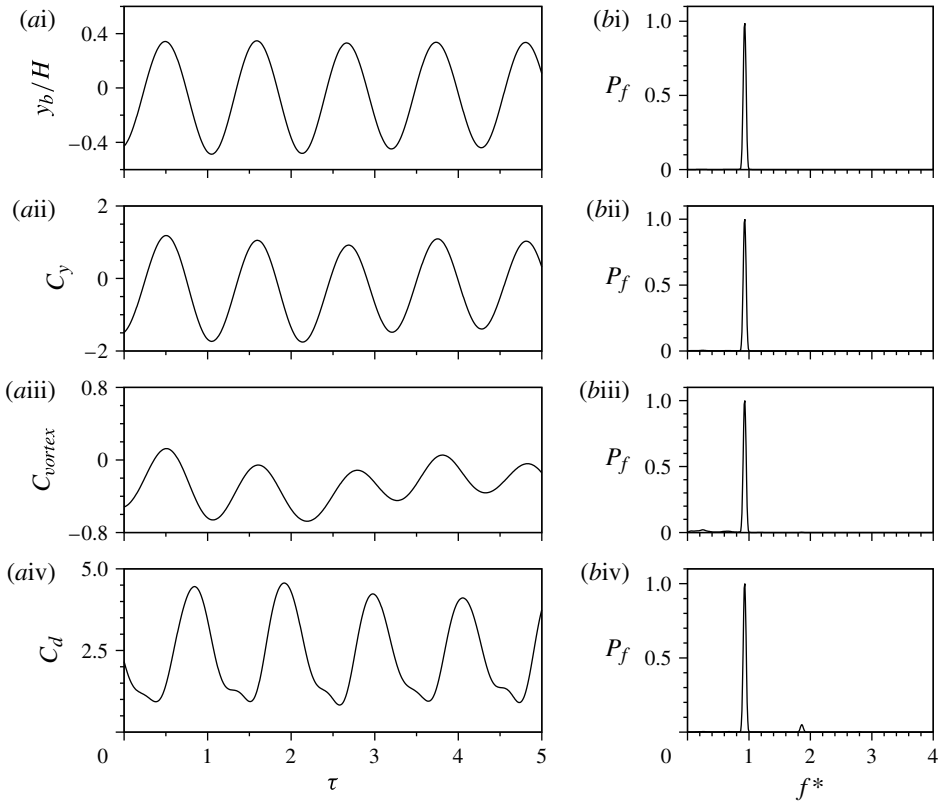 (ai)
0.4
0
−0.4
y_b/H
(bi)
1.0
0.5
0
P_f
(aii)
2
0
−2
C_y
(bii)
1.0
0.5
0
P_f
(aiii)
0.8
0
−0.8
C_vortex
(biii)
1.0
0.5
0
P_f
(aiv)
5.0
2.5
C_d
0 1 2 3 4 5
τ
(biv)
1.0
0.5
P_f
0 1 2 3 4
f*